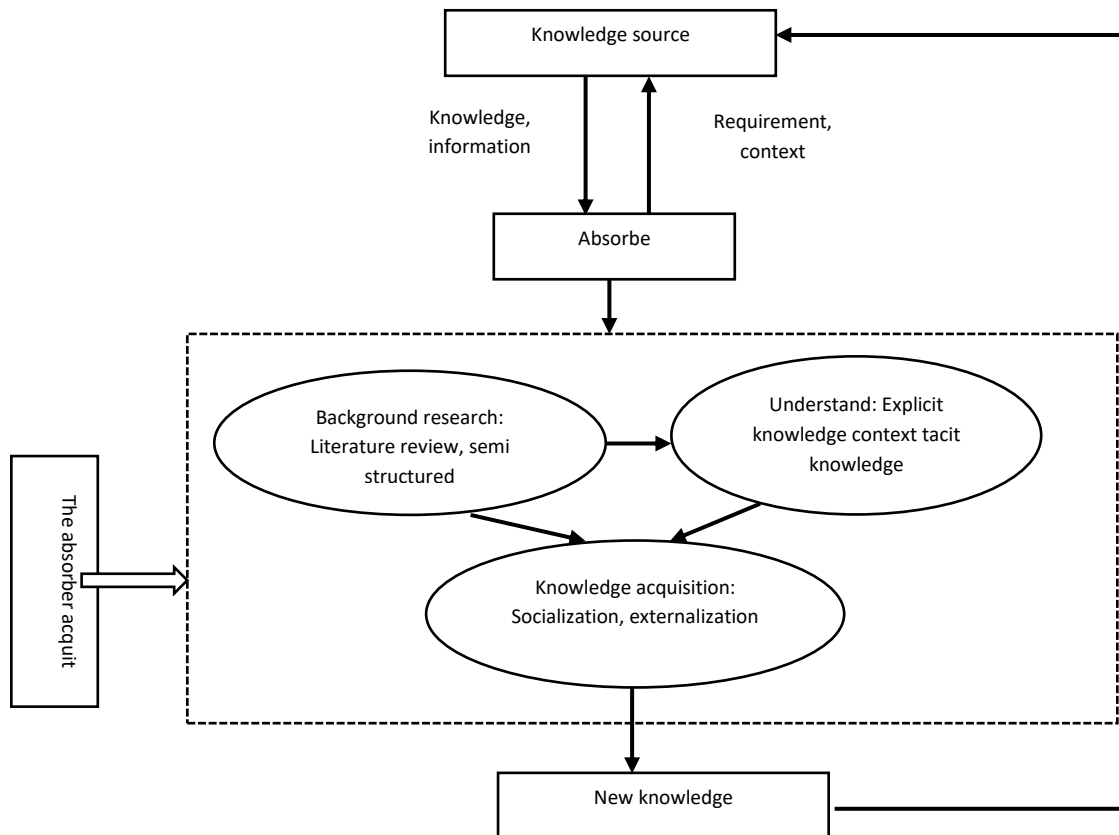 Knowledge source
Knowledge,
information
Requirement,
context
Absorbe
Background research:
Literature review, semi
structured
Understand: Explicit
knowledge context tacit
knowledge
The absorber acquit
Knowledge acquisition:
Socialization, externalization
New knowledge